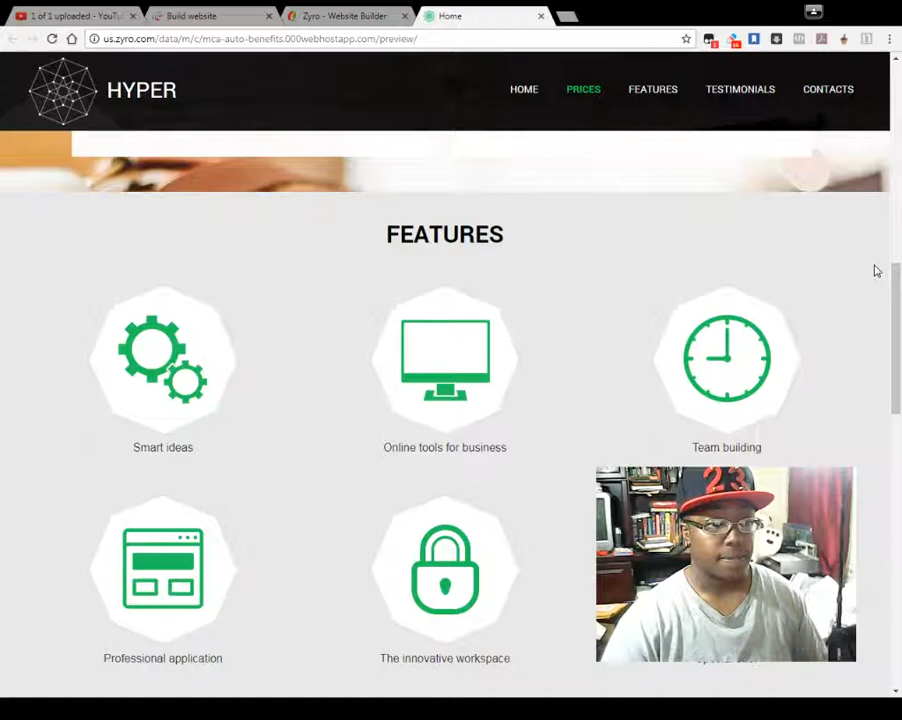 1 of 1 uploaded - YouTu
Build website
Zyro - Website Builder
Home
us.zyro.com/data/m/c/mca-auto-benefits.000webhostapp.com/preview/
HYPER
HOME
PRICES
FEATURES
TESTIMONIALS
CONTACTS
FEATURES
Smart ideas
Online tools for business
Team building
23
Professional application
The innovative workspace